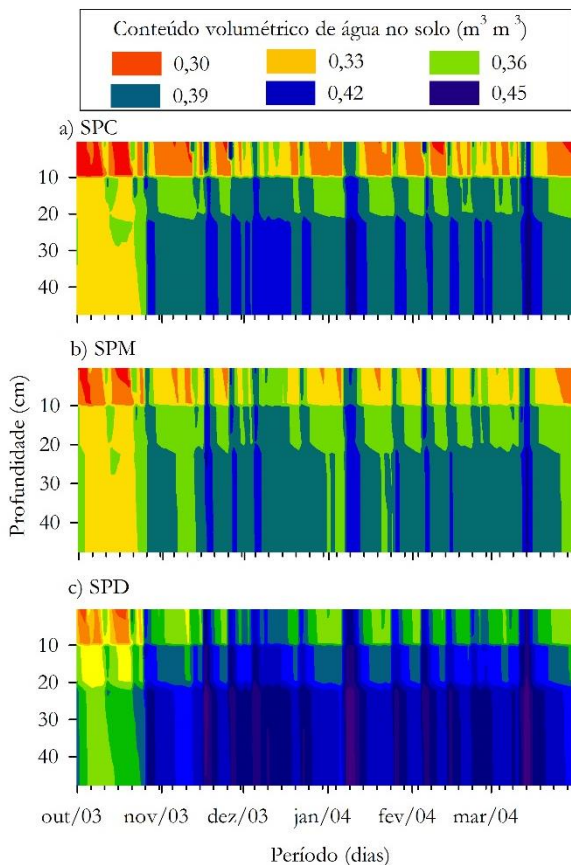 Conteúdo volumétrico de água no solo (m³ m³)
0,30 0,33 0,36
0,39 0,42 0,45
a) SPC
10
20
30
40
b) SPM
Profundidade (cm)
10
20
30
40
c) SPD
10
20
30
40
out/03 nov/03 dez/03 jan/04 fev/04 mar/04
Período (dias)